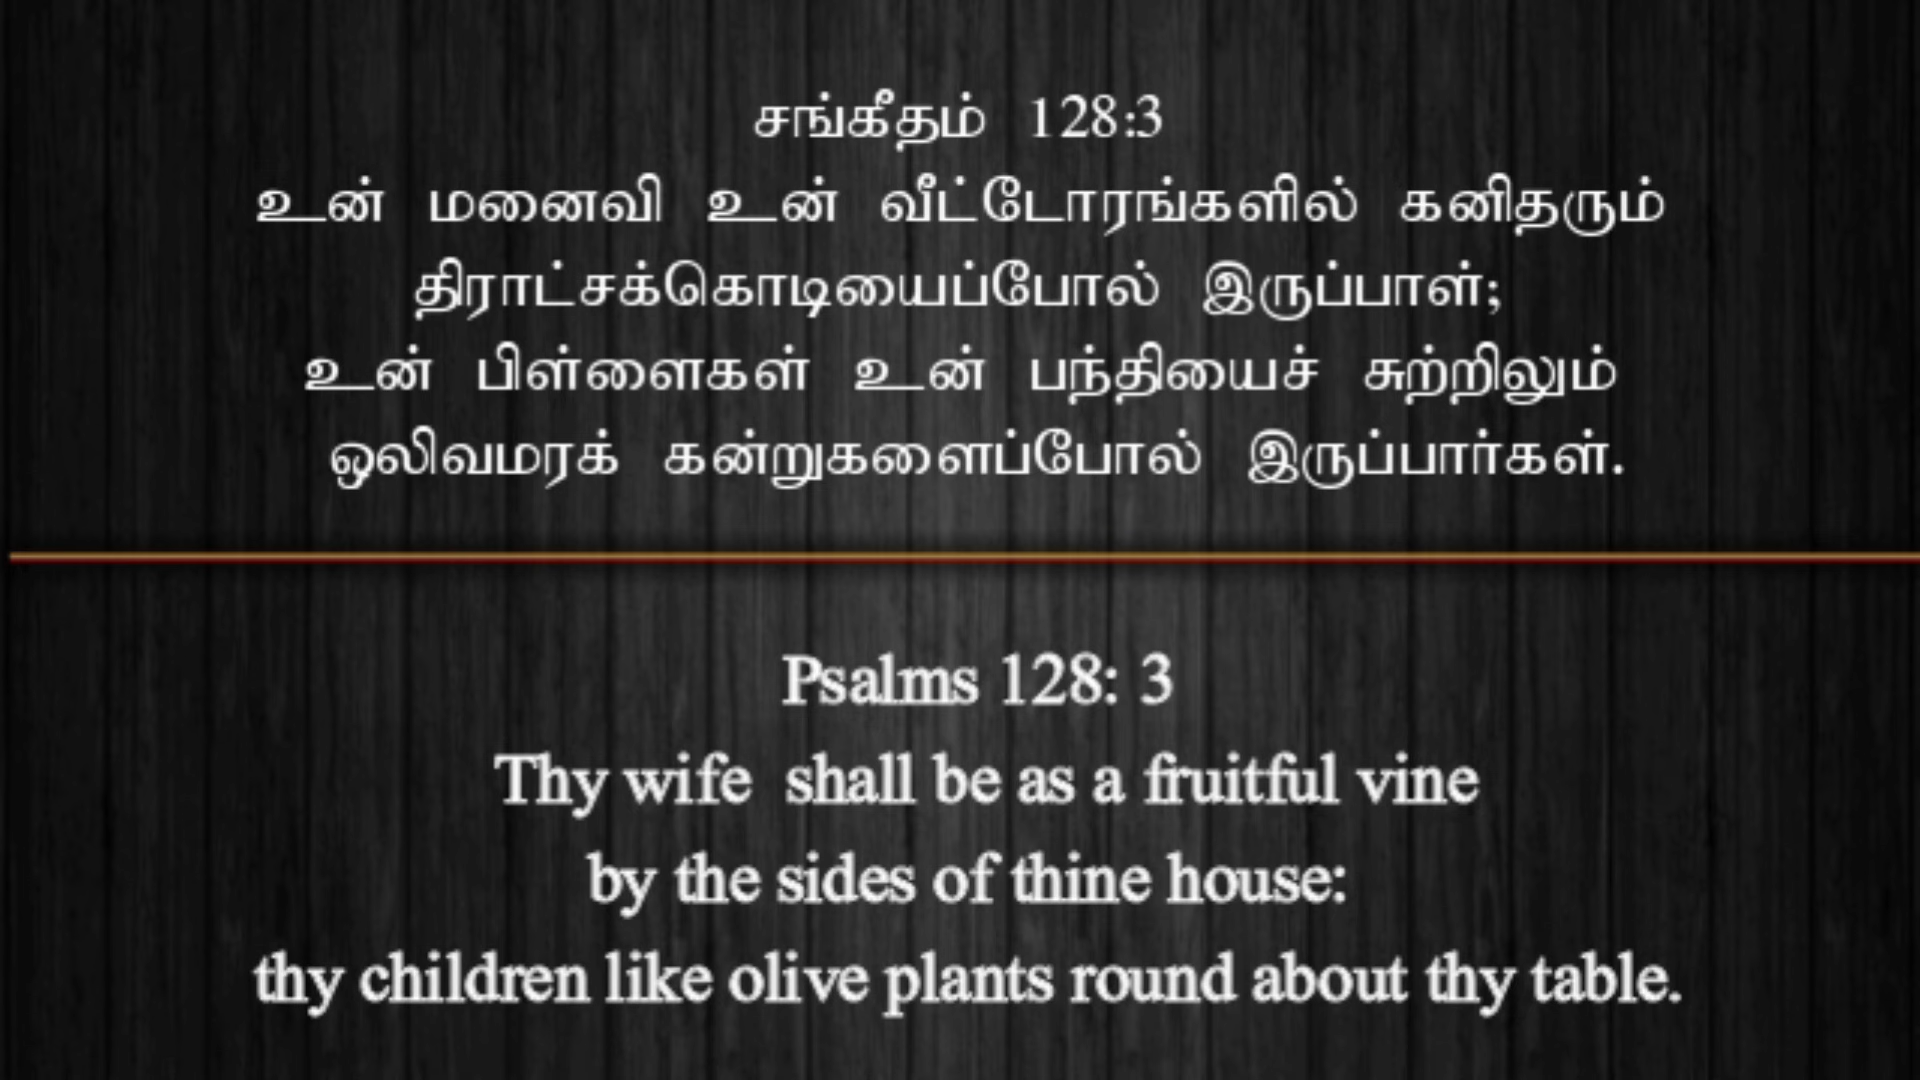 சங்கீதம் 128:3
உன் மனைவி உன் வீட்டோரங்களில் கனிதரும்
திராட்சக்கொடியைப்போல் இருப்பாள்;
உன் பிள்ளைகள் உன் பந்தியைச் சுற்றிலும்
ஒலிவமரக் கன்றுகளைப்போல் இருப்பார்கள்.
Psalms 128: 3
Thy wife  shall be as a fruitful vine
by the sides of thine house:
thy children like olive plants round about thy table.